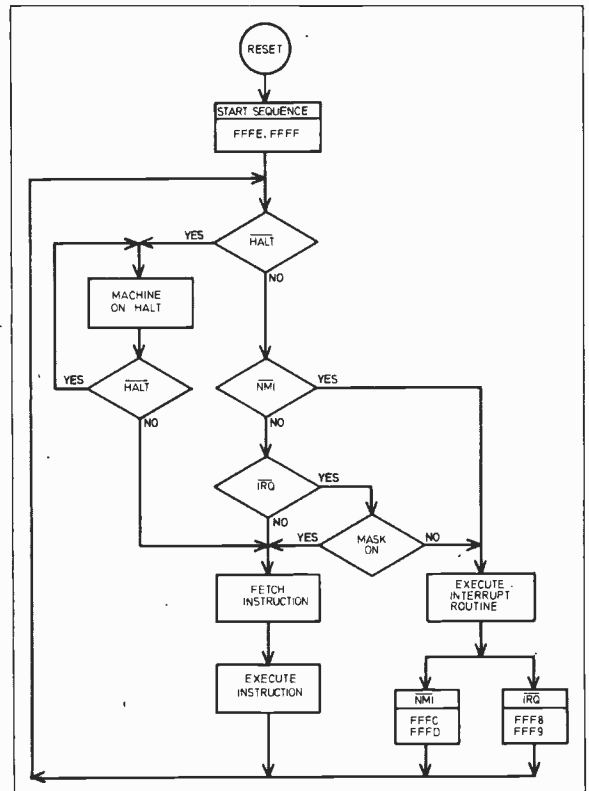 RESET
START SEQUENCE
FFFE, FFFF
YES
HALT
NO
MACHINE
ON HALT
YES
HALT
NO
NMI
YES
NO
IRQ
YES
NO
YES
MASK
ON
NO
FETCH
INSTRUCTION
EXECUTE
INTERRUPT
ROUTINE
EXECUTE
INSTRUCTION
NMI
FFFC
FFFD
IRQ
FFF8
FFF9